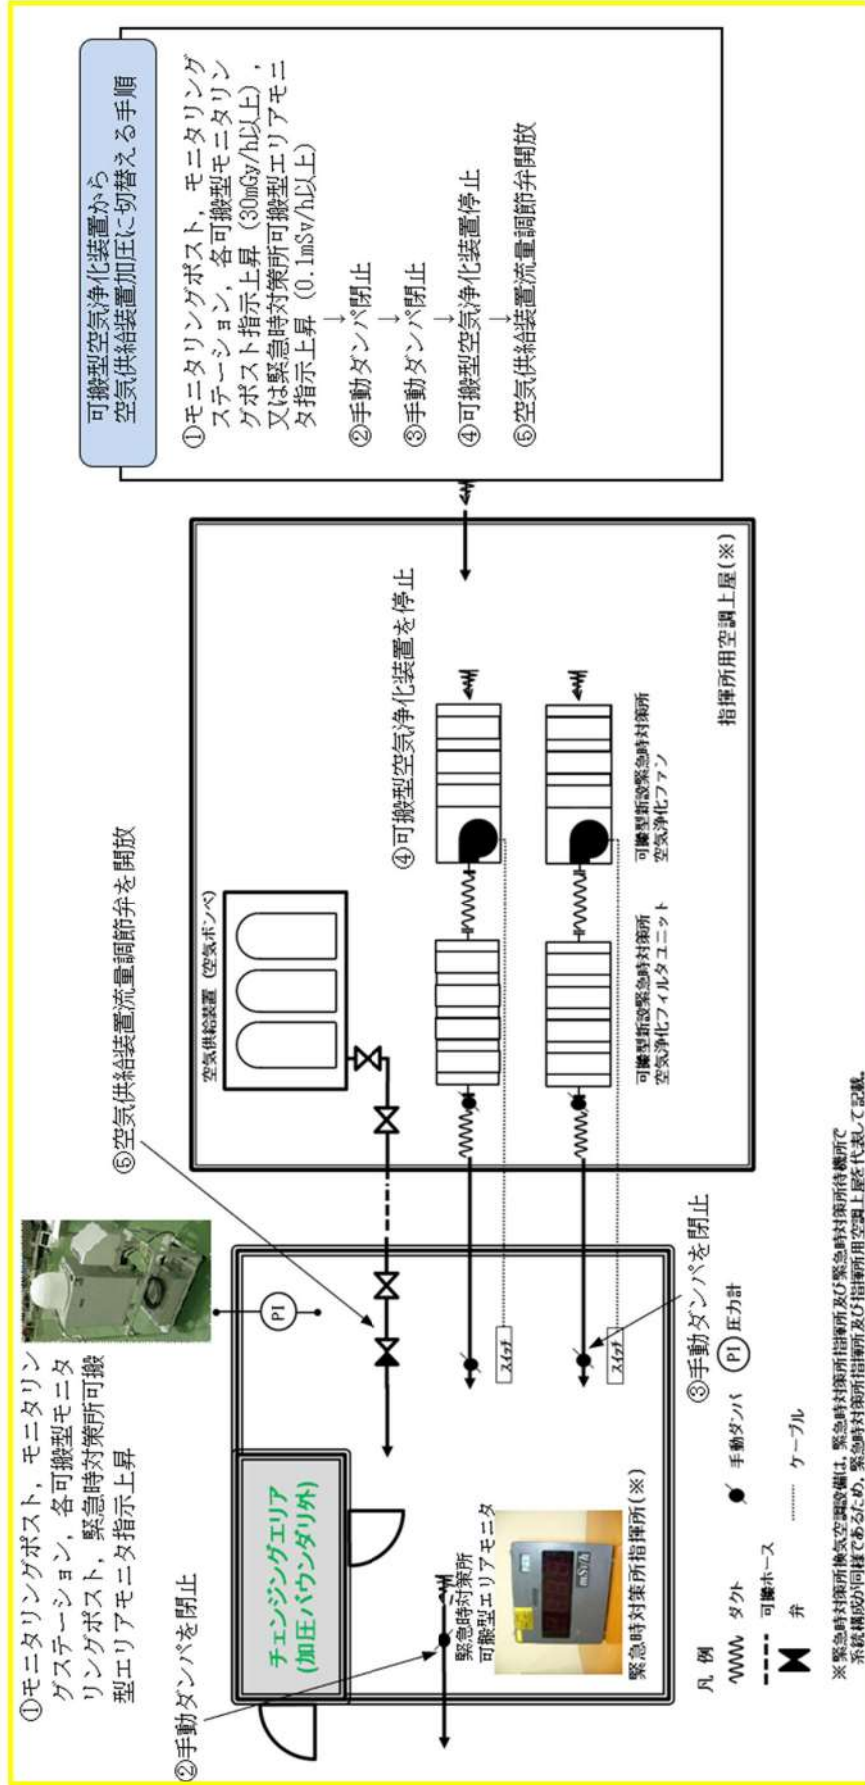 可搬型空気浄化装置から
空気供給装置加圧に切替える手順
①モニタリングポスト，モニタリング
ステーション，各可搬型モニタリン
グポスト指示上昇（30mGy/h以上），
又は緊急時対策所可搬型エリアモニ
タ指示上昇（0.1mSv/h以上）
↓
②手動ダンパ閉止
↓
③手動ダンパ閉止
↓
④可搬型空気浄化装置停止
↓
⑤空気供給装置流量調節弁開放
①モニタリングポスト，モニタリン
グステーション，各可搬型モニタ
リングポスト，緊急時対策所可搬
型エリアモニタ指示上昇
⑤空気供給装置流量調節弁を開放
空気供給装置（空気ボンベ）
④可搬型空気浄化装置を停止
PI
②手動ダンパを閉止
チェンジングエリア
(加圧バウンダリ外)
緊急時対策所
可搬型エリアモニタ
mSv/h
緊急時対策所指揮所(※)
スイッチ
スイッチ
③手動ダンパを閉止
可搬型新設緊急時対策所
空気浄化フィルタユニット
可搬型新設緊急時対策所
空気浄化ファン
指揮所用空調上屋(※)
凡 例
ダクト
手動ダンパ
PI 圧力計
可搬ホース
弁
ケーブル
※緊急時対策所換気空調設備は，緊急時対策所指揮所及び緊急時対策所待機所で
系統構成が同様であるため，緊急時対策所指揮所及び指揮所用空調上屋を代表して記載。